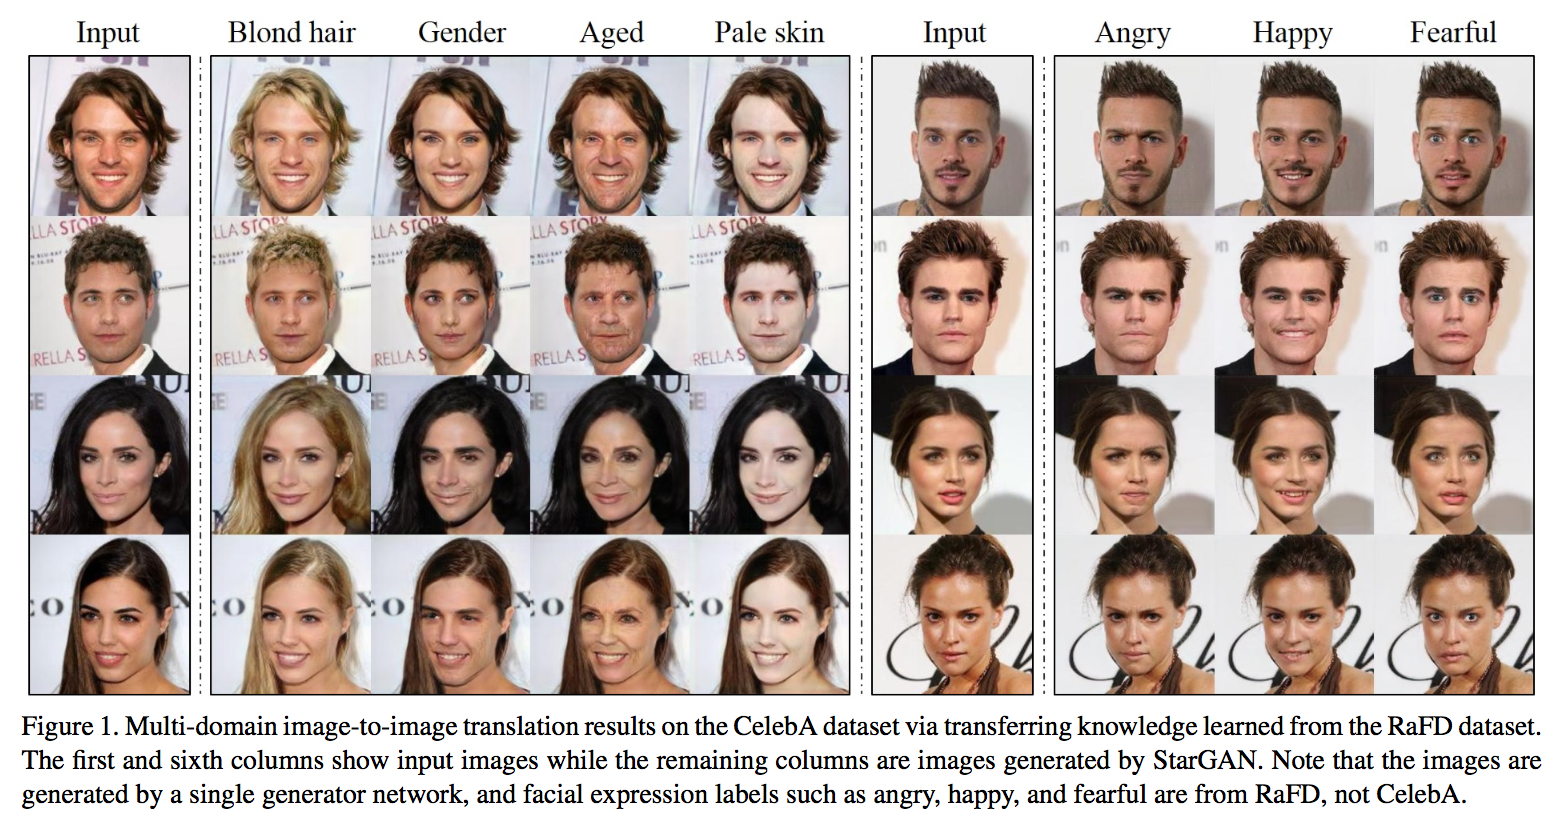 Input Blond hair Gender Aged Pale skin Input Angry Happy Fearful
LLA STORY
RELLA S
Figure 1. Multi-domain image-to-image translation results on the CelebA dataset via transferring knowledge learned from the RaFD dataset.
The first and sixth columns show input images while the remaining columns are images generated by StarGAN. Note that the images are
generated by a single generator network, and facial expression labels such as angry, happy, and fearful are from RaFD, not CelebA.